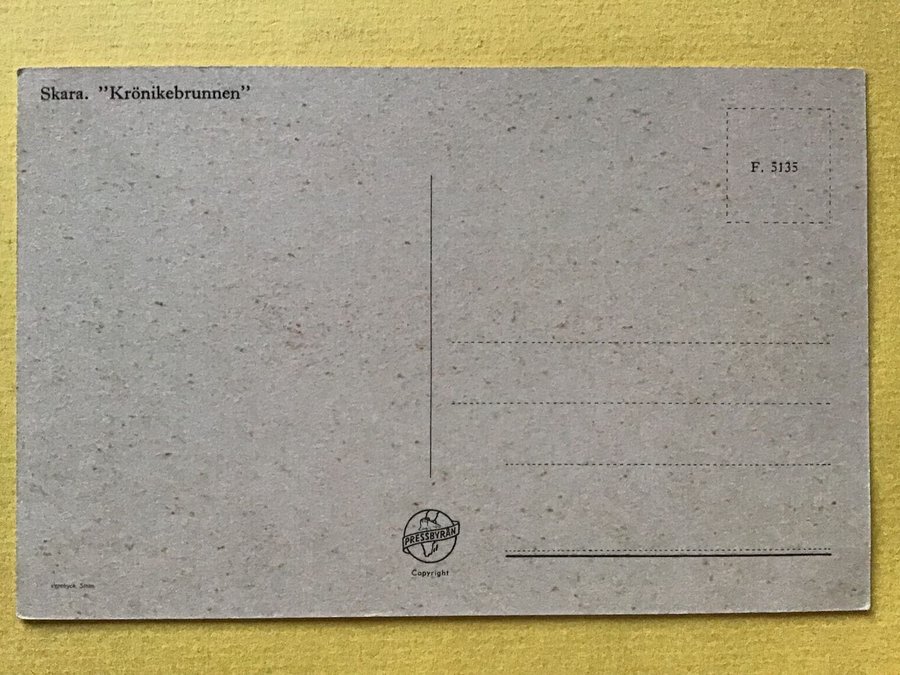 Skara. ”Krönikebrunnen”
F. 5135
PRESSBYRÅN
Copyright